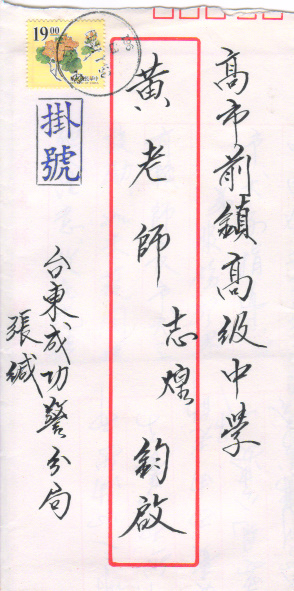 高市前鎮高級中學
黃老師志煌鈞啟
19.00
掛號
台東成功警分局
張緘